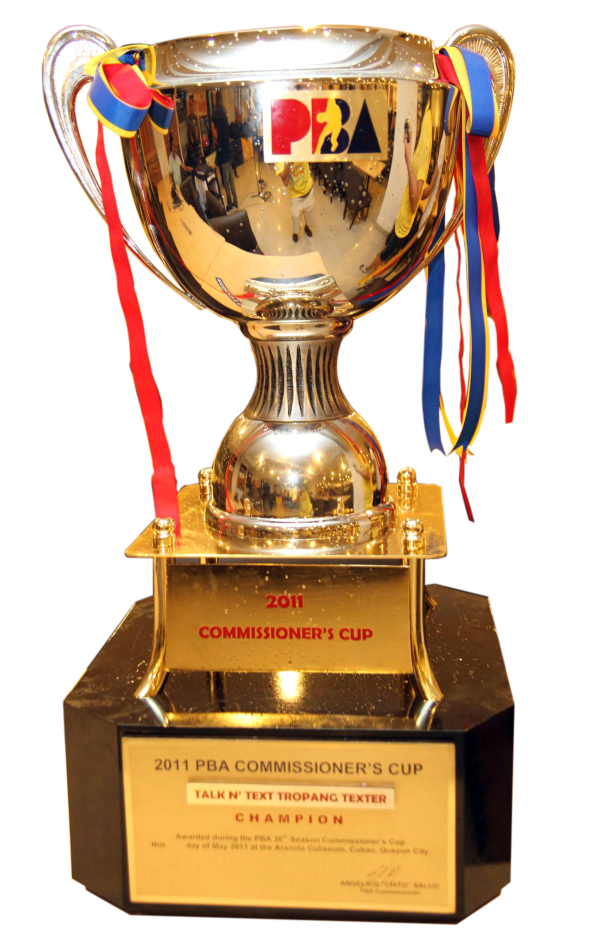 PBA
2011
COMMISSIONER'S CUP
2011 PBA COMMISSIONER'S CUP
TALK N' TEXT TROPANG TEXTER
CHAMPION
Awarded during the PBA 36th Season Commissioner's Cup
this day of May 2011 at the Araneta Coliseum, Cubao, Quezon City.
ANGELICO "CHITO" SALUD
PBA Commissioner